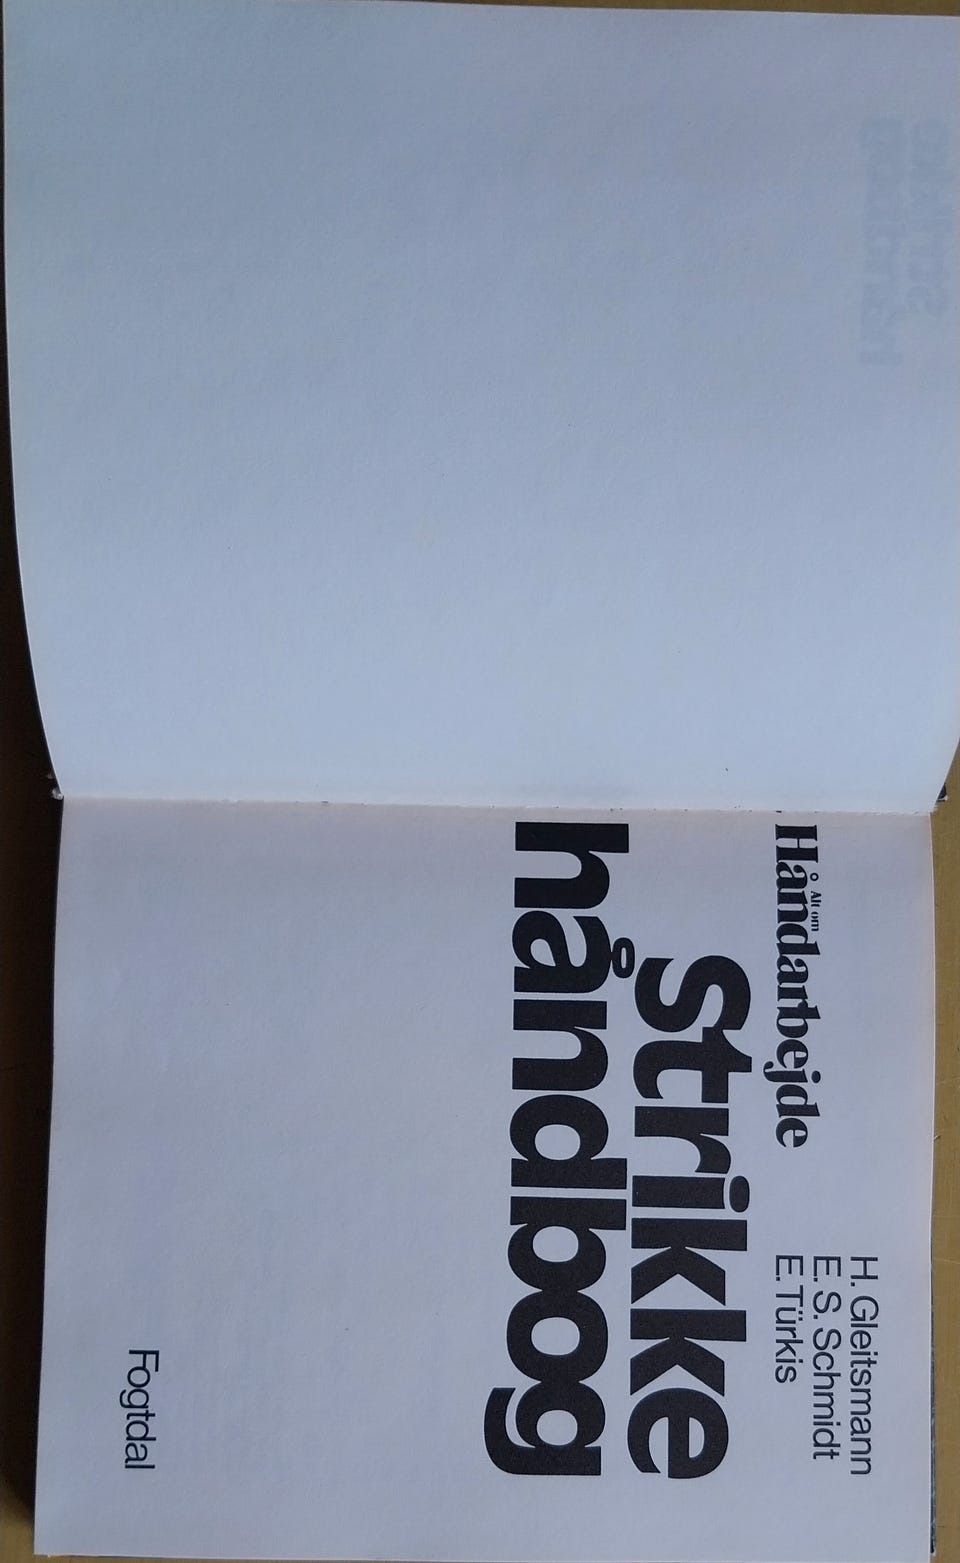 H. Gleitsmann
E. S. Schmidt
E. Türkis
Alt om
Håndarbejde
strikke
håndbog
Fogtdal